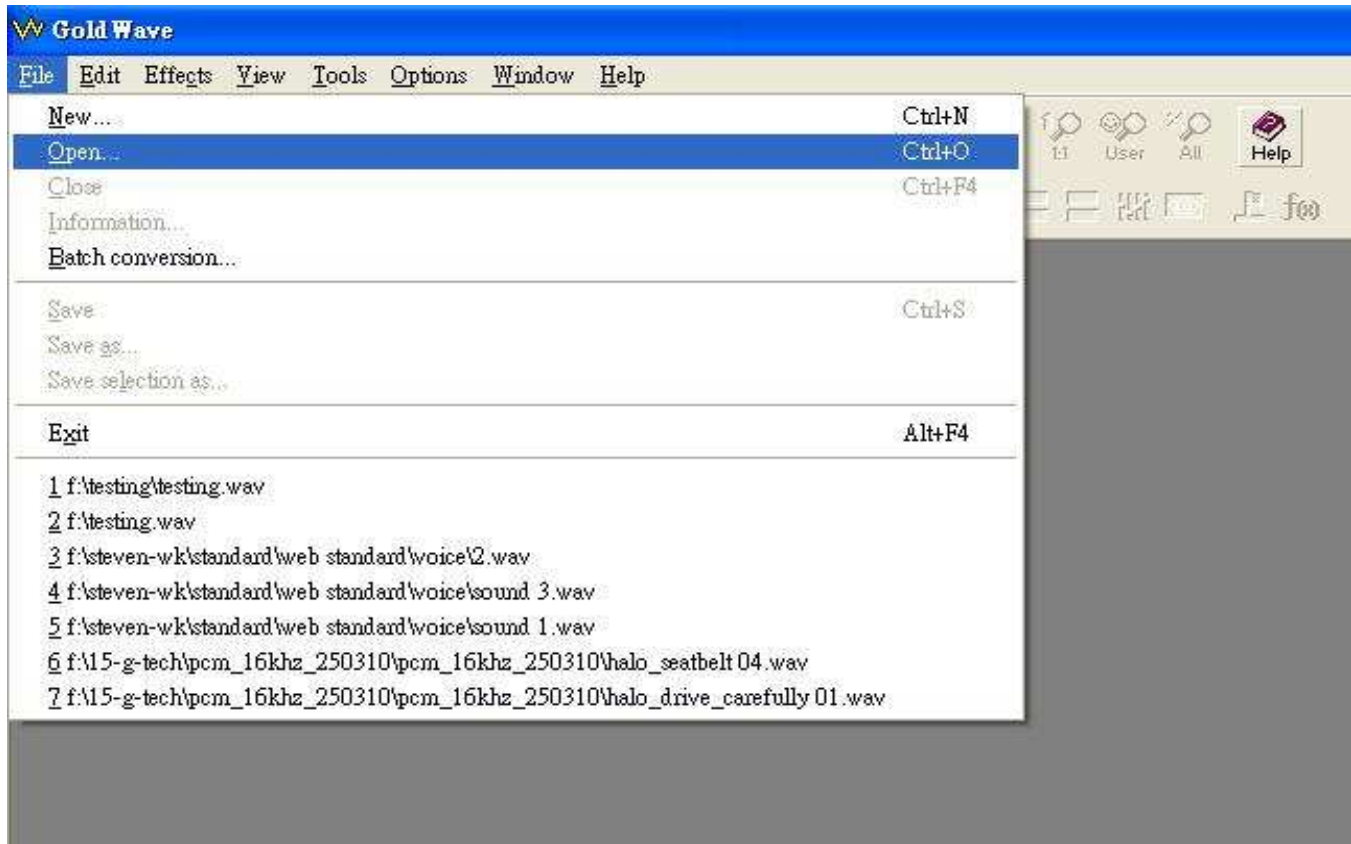 Gold Wave
File Edit Effects View Tools Options Window Help
New... Ctrl+N
Open... Ctrl+O
Close Ctrl+F4
Information...
Batch conversion...
Save Ctrl+S
Save as...
Save selection as...
Exit Alt+F4
1 f:\testing\testing.wav
2 f:\testing.wav
3 f:\steven-wk\standard\web standard\voice\2.wav
4 f:\steven-wk\standard\web standard\voice\sound 3.wav
5 f:\steven-wk\standard\web standard\voice\sound 1.wav
6 f:\15-g-tech\pcm_16khz_250310\pcm_16khz_250310\halo_seatbelt 04.wav
7 f:\15-g-tech\pcm_16khz_250310\pcm_16khz_250310\halo_drive_carefully 01.wav
1:1 User All Help
f(x)